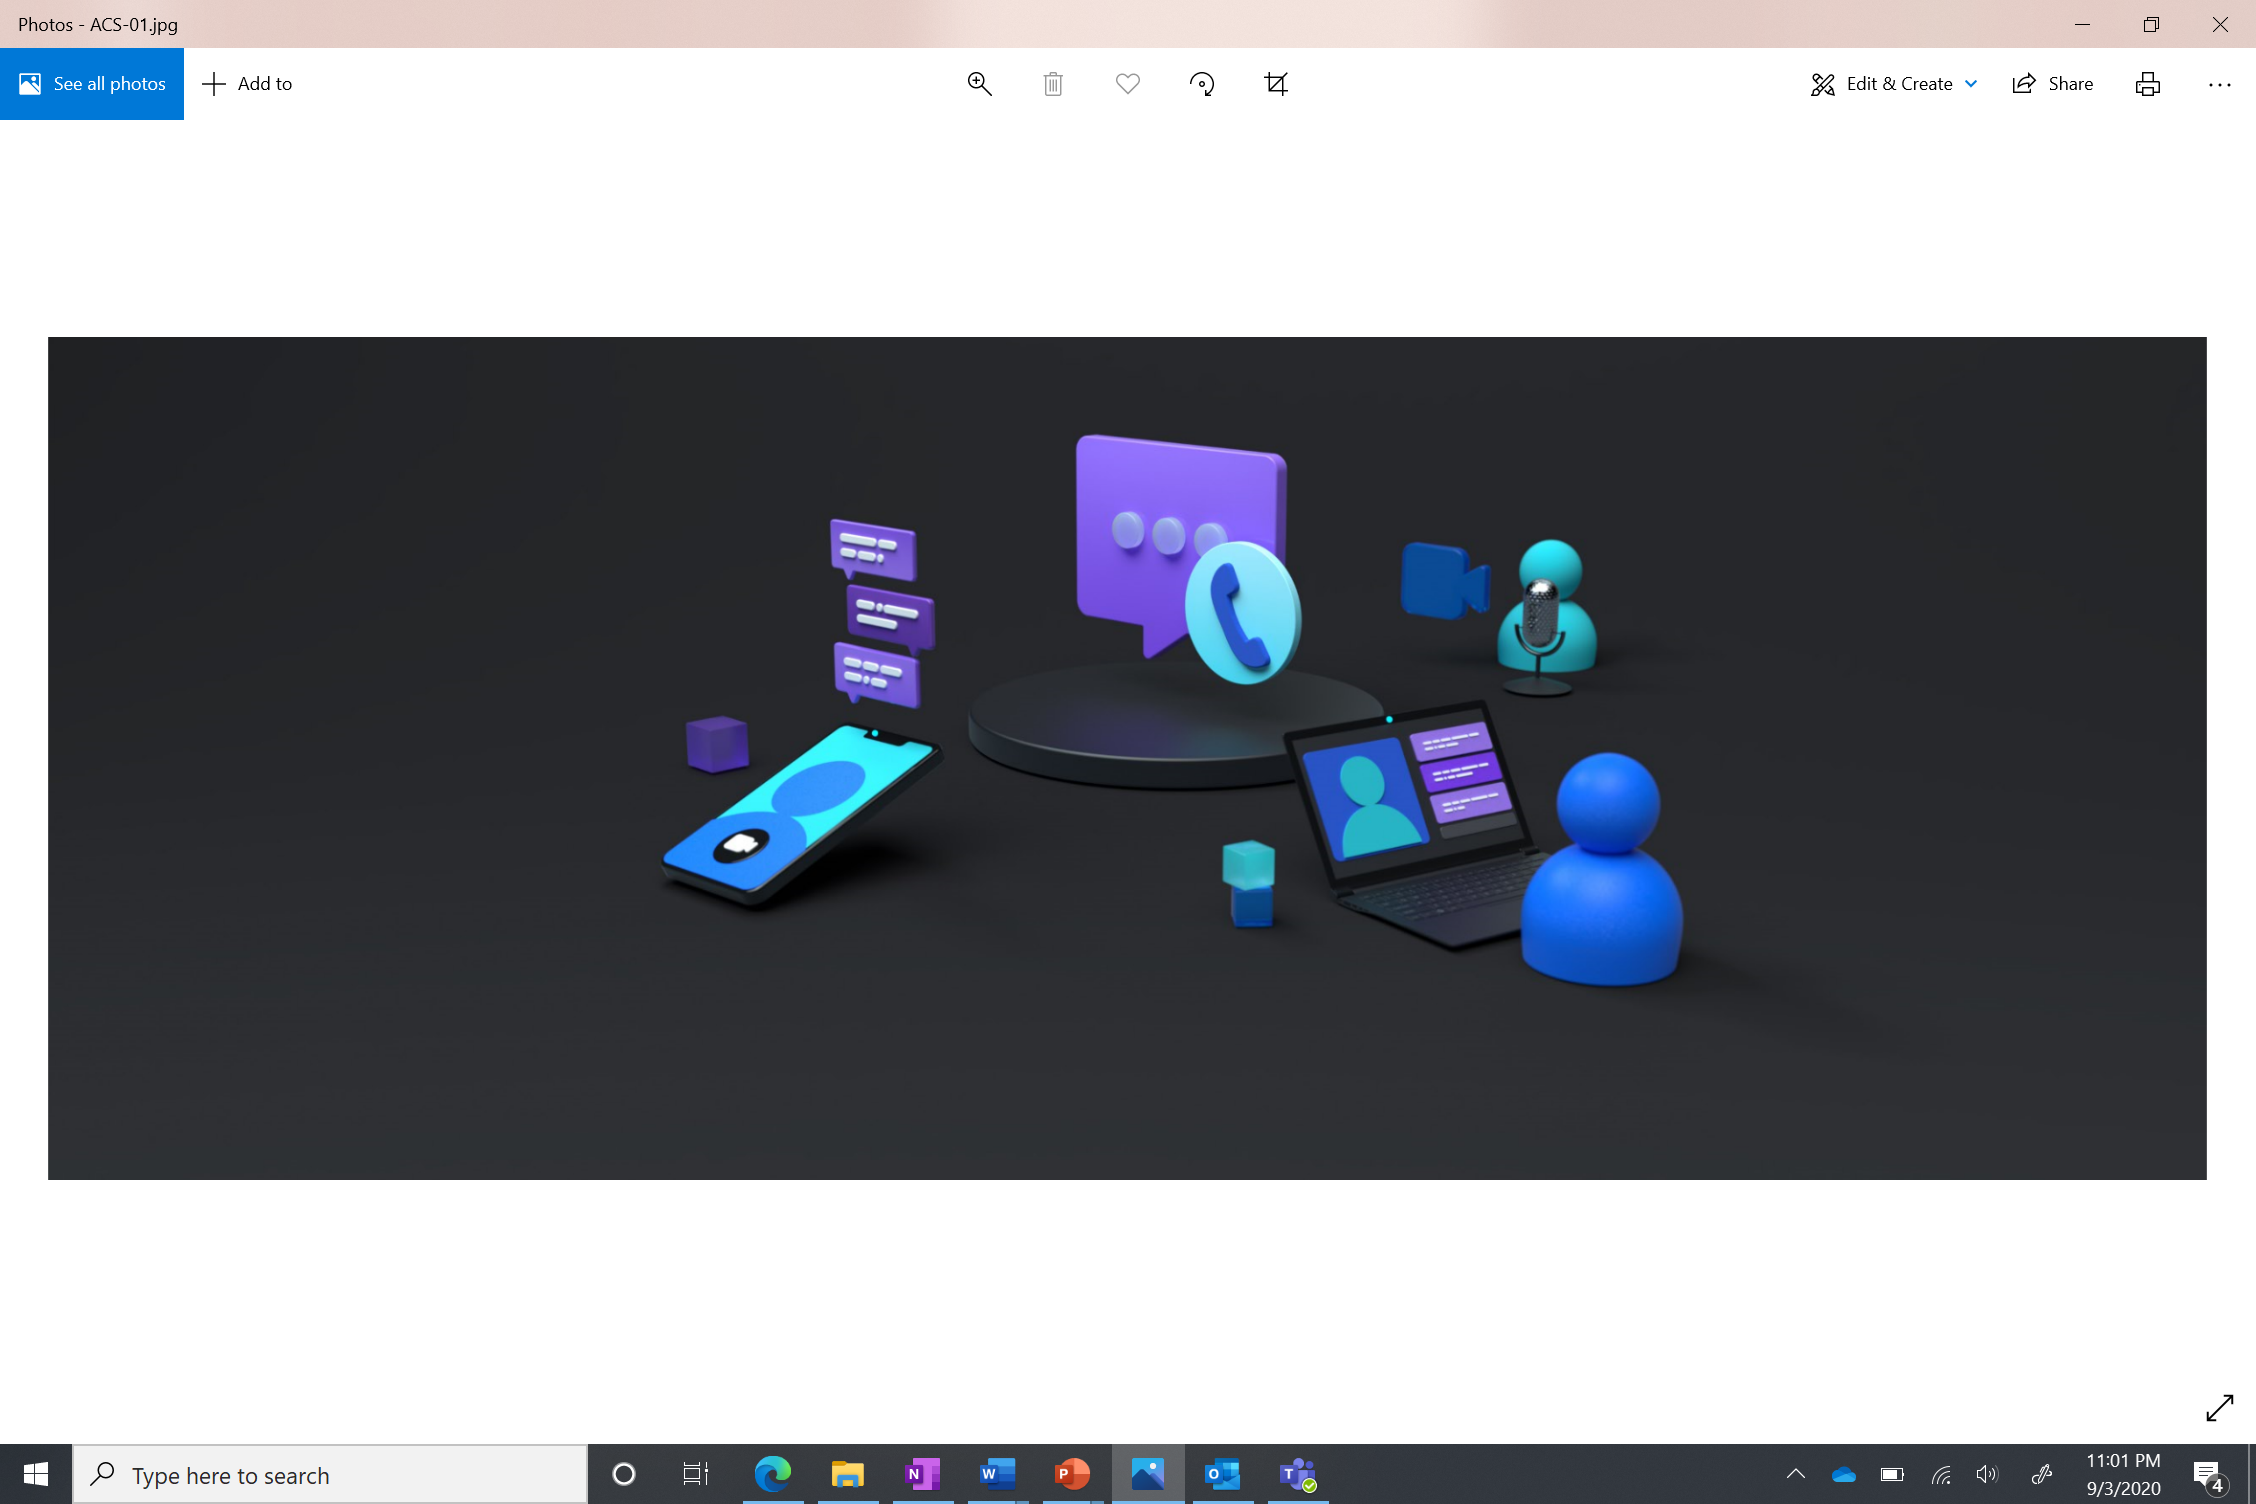 Photos - ACS-01.jpg
See all photos
Add to
Edit & Create
Share
N
W
P
O
T
Type here to search
11:01 PM
9/3/2020
4